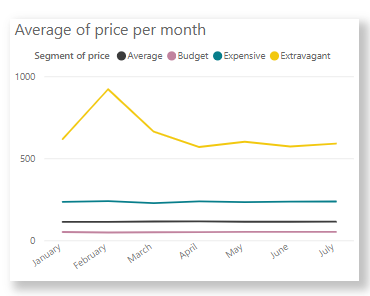 Average of price per month
Segment of price Average Budget Expensive Extravagant
1000
500
0
January February March April May June July